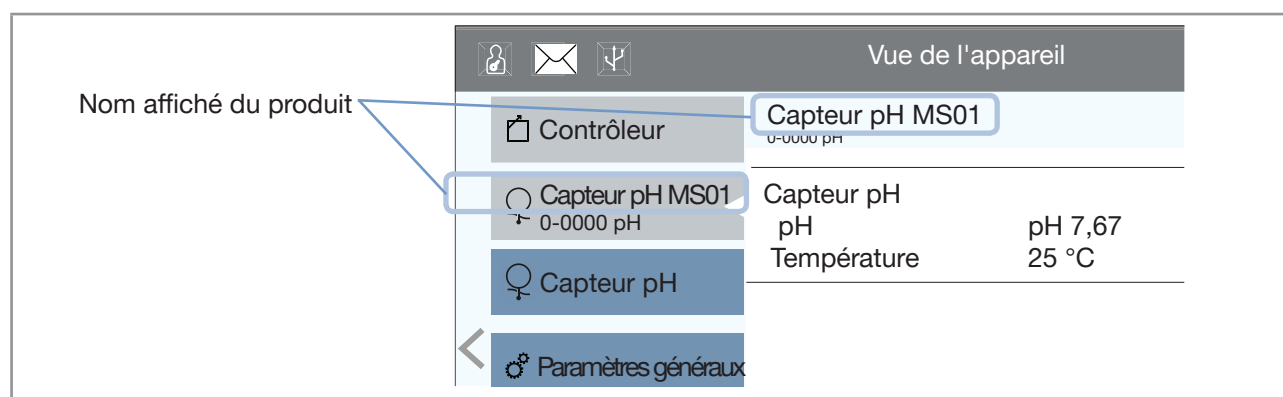 Vue de l'appareil
Nom affiché du produit
Contrôleur
Capteur pH MS01
0-0000 pH
Capteur pH
Paramètres généraux
Capteur pH MS01
0-0000 pH
Capteur pH
pH pH 7,67
Température 25 °C